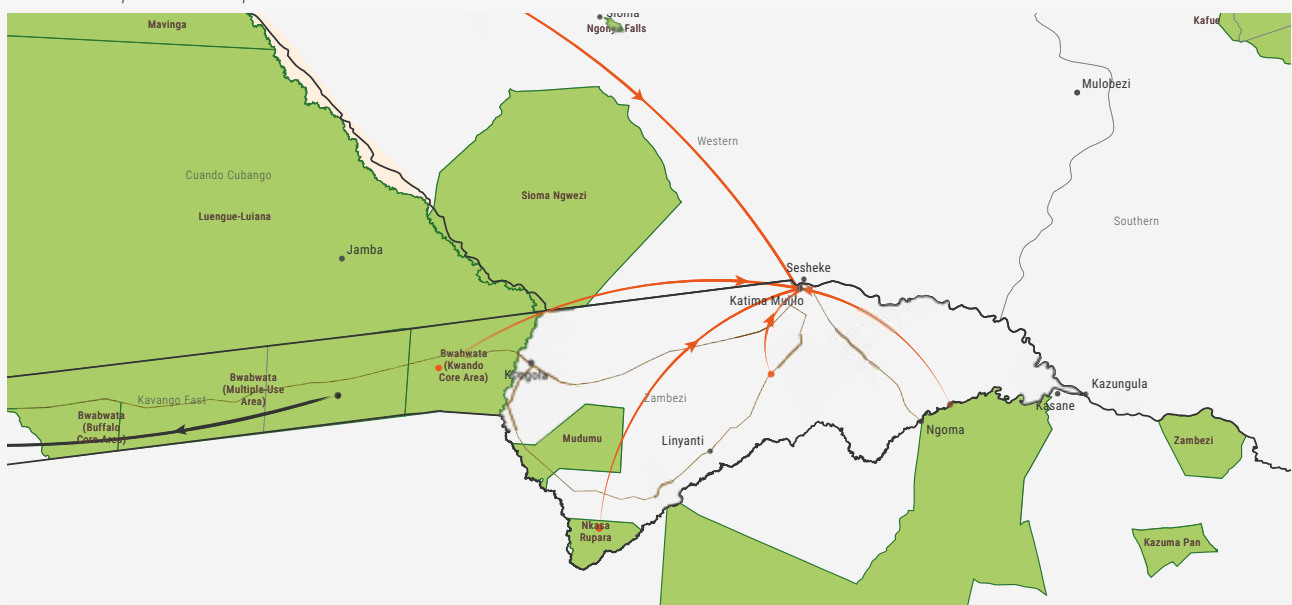 Mavinga
Sioma
Ngonye Falls
Kafue
Mulobezi
Western
Cuando Cubango
Sioma Ngwezi
Luengue-Luiana
Southern
Jamba
Sesheke
Katima Mulilo
Bwabwata
(Kwando
Core Area)
Kongola
Bwabwata
(Multiple Use
Area)
Kavango East
Zambezi
Kazungula
Kasane
Bwabwata
(Buffalo
Core Area)
Mudumu
Linyanti
Ngoma
Zambezi
Nkasa
Rupara
Kazuma Pan